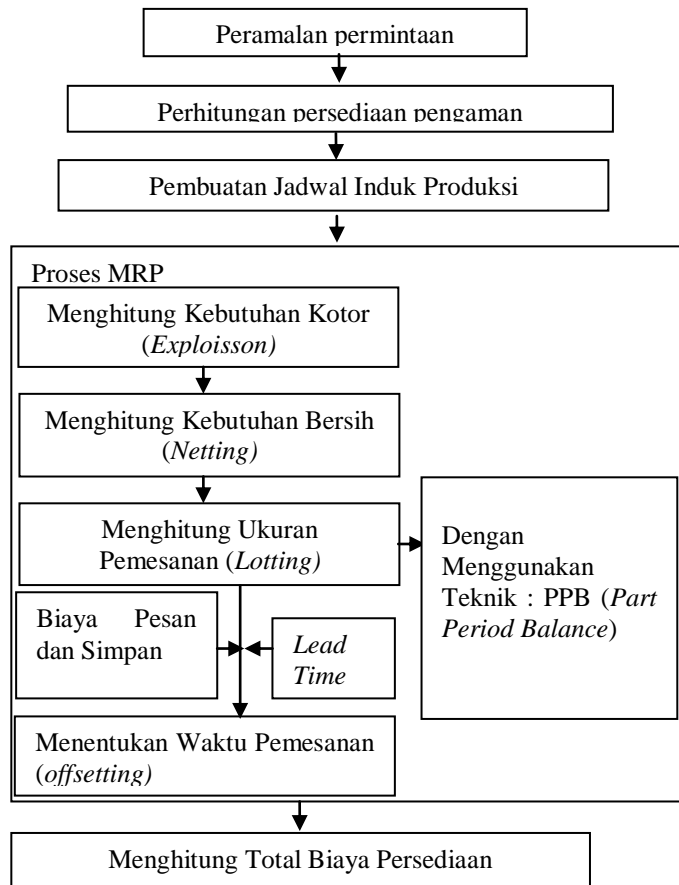 Peramalan permintaan
Perhitungan persediaan pengaman
Pembuatan Jadwal Induk Produksi
Proses MRP
Menghitung Kebutuhan Kotor
(Exploisson)
Menghitung Kebutuhan Bersih
(Netting)
Menghitung Ukuran
Pemesanan (Lotting)
Dengan
Menggunakan
Teknik : PPB (Part
Period Balance)
Biaya Pesan
dan Simpan
Lead
Time
Menentukan Waktu Pemesanan
(offsetting)
Menghitung Total Biaya Persediaan